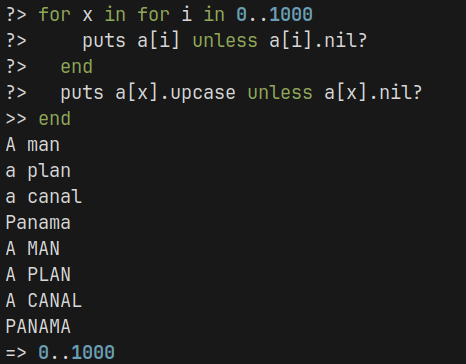 ?> for x in for i in 0..1000
?>     puts a[i] unless a[i].nil?
?>   end
?>   puts a[x].upcase unless a[x].nil?
>> end
A man
a plan
a canal
Panama
A MAN
A PLAN
A CANAL
PANAMA
=> 0..1000